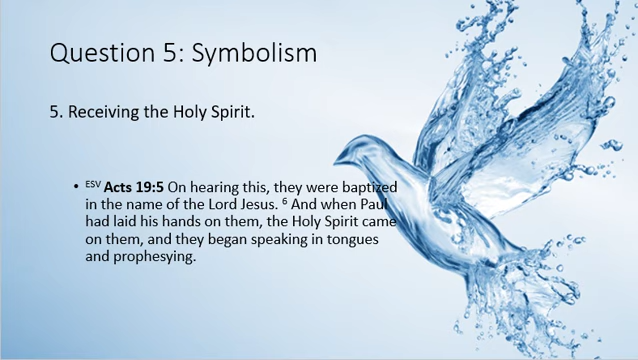 Question 5: Symbolism
5. Receiving the Holy Spirit.
• ESV Acts 19:5 On hearing this, they were baptized
in the name of the Lord Jesus. 6 And when Paul
had laid his hands on them, the Holy Spirit came
on them, and they began speaking in tongues
and prophesying.